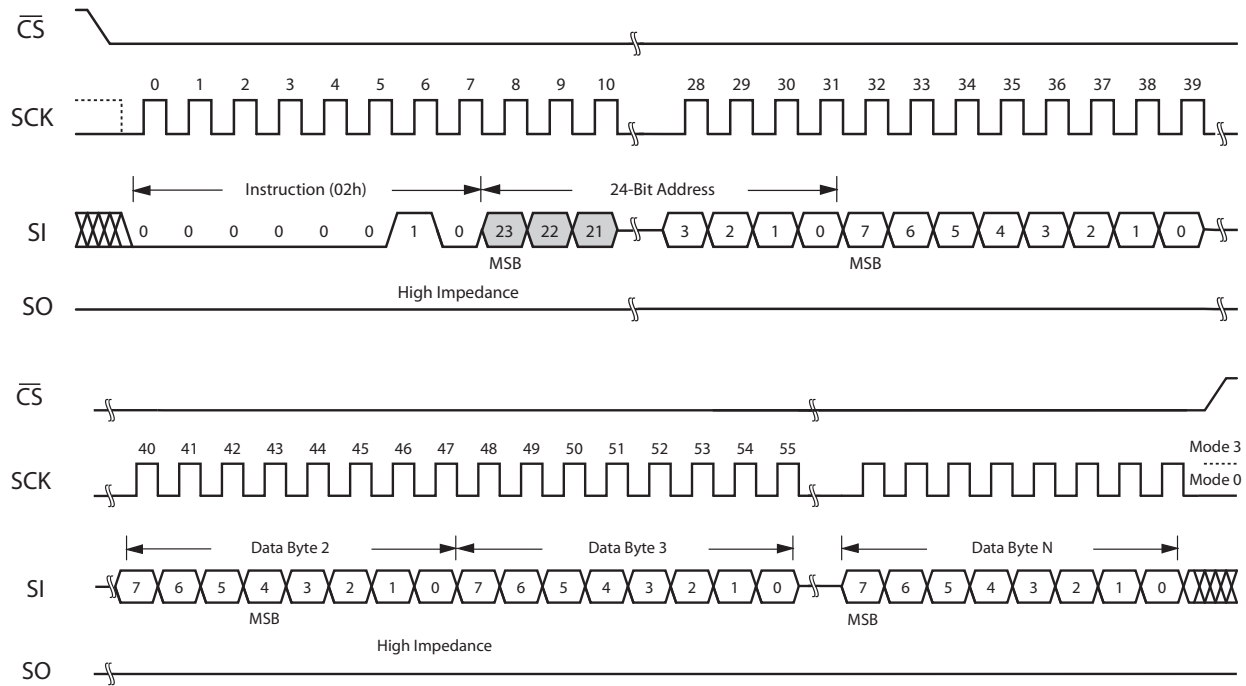 CS
0 1 2 3 4 5 6 7 8 9 10 28 29 30 31 32 33 34 35 36 37 38 39
SCK
Instruction (02h) 24-Bit Address
SI 0 0 0 0 0 0 1 0 23 22 21 3 2 1 0 7 6 5 4 3 2 1 0
MSB MSB
High Impedance
SO
CS
40 41 42 43 44 45 46 47 48 49 50 51 52 53 54 55 Mode 3
SCK Mode 0
Data Byte 2 Data Byte 3 Data Byte N
SI 7 6 5 4 3 2 1 0 7 6 5 4 3 2 1 0 7 6 5 4 3 2 1 0
MSB MSB
High Impedance
SO